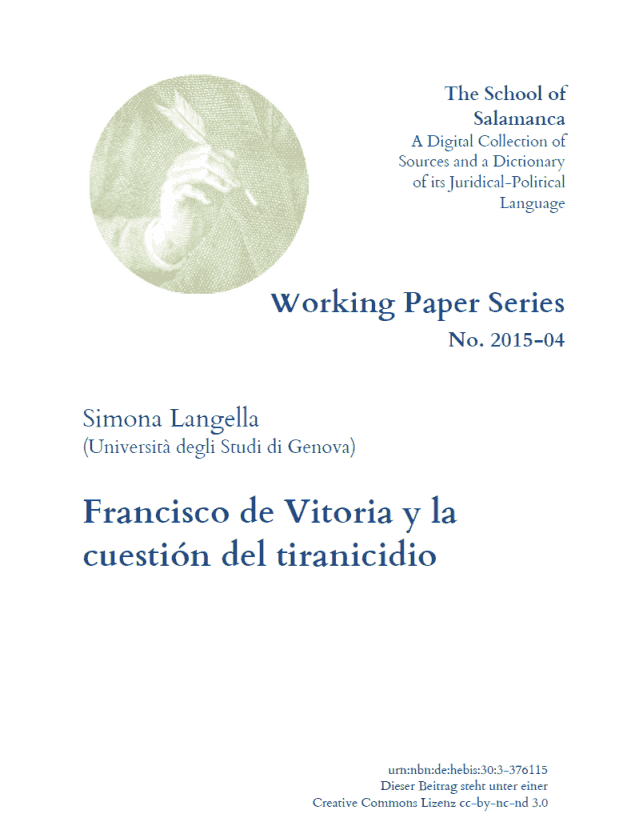 The School of
Salamanca
A Digital Collection of
Sources and a Dictionary
of its Juridical-Political
Language
Working Paper Series
No. 2015-04
Simona Langella
(Università degli Studi di Genova)
Francisco de Vitoria y la
cuestión del tiranicidio
urn:nbn:de:hebis:30:3-376115
Dieser Beitrag steht unter einer
Creative Commons Lizenz cc-by-nc-nd 3.0